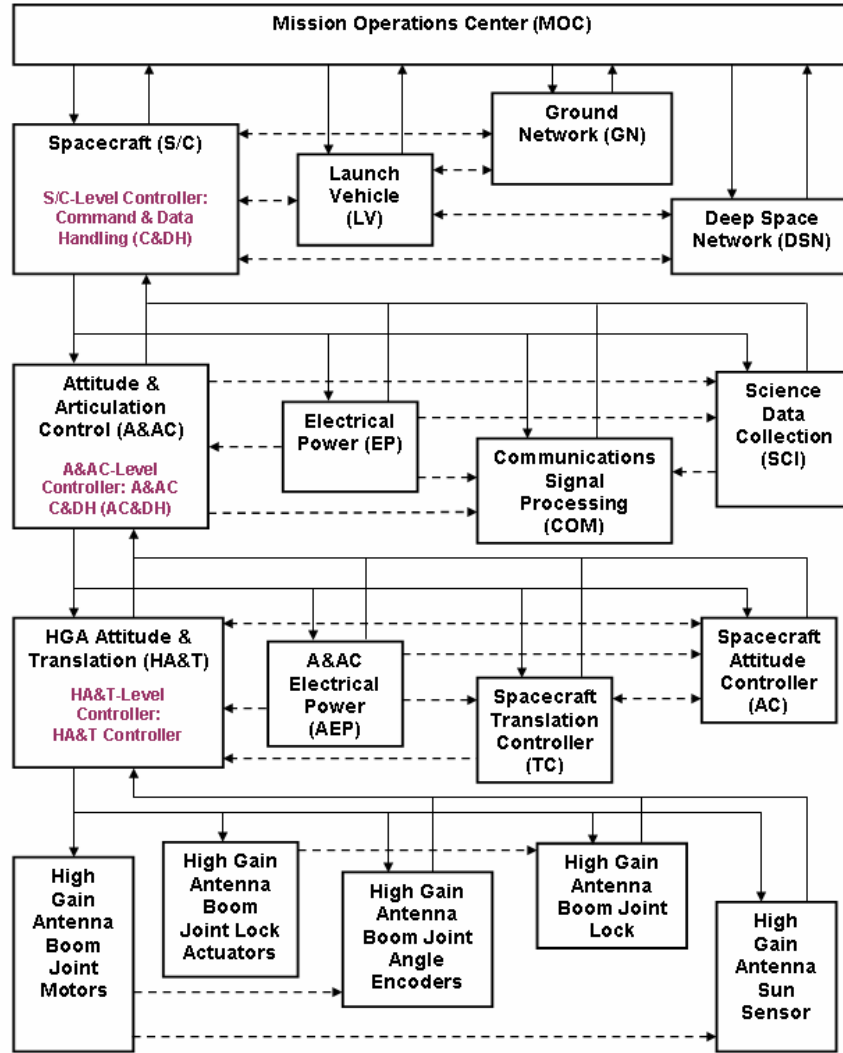 Mission Operations Center (MOC)
Spacecraft (S/C)
S/C-Level Controller:
Command & Data
Handling (C&DH)
Launch
Vehicle
(LV)
Ground
Network (GN)
Deep Space
Network (DSN)
Attitude &
Articulation
Control (A&AC)
A&AC-Level
Controller: A&AC
C&DH (AC&DH)
Electrical
Power (EP)
Communications
Signal
Processing
(COM)
Science
Data
Collection
(SCI)
HGA Attitude &
Translation (HA&T)
HA&T-Level
Controller:
HA&T Controller
A&AC
Electrical
Power
(AEP)
Spacecraft
Translation
Controller
(TC)
Spacecraft
Attitude
Controller
(AC)
High
Gain
Antenna
Boom
Joint
Motors
High Gain
Antenna
Boom
Joint Lock
Actuators
High Gain
Antenna
Boom Joint
Angle
Encoders
High Gain
Antenna
Boom Joint
Lock
High
Gain
Antenna
Sun
Sensor